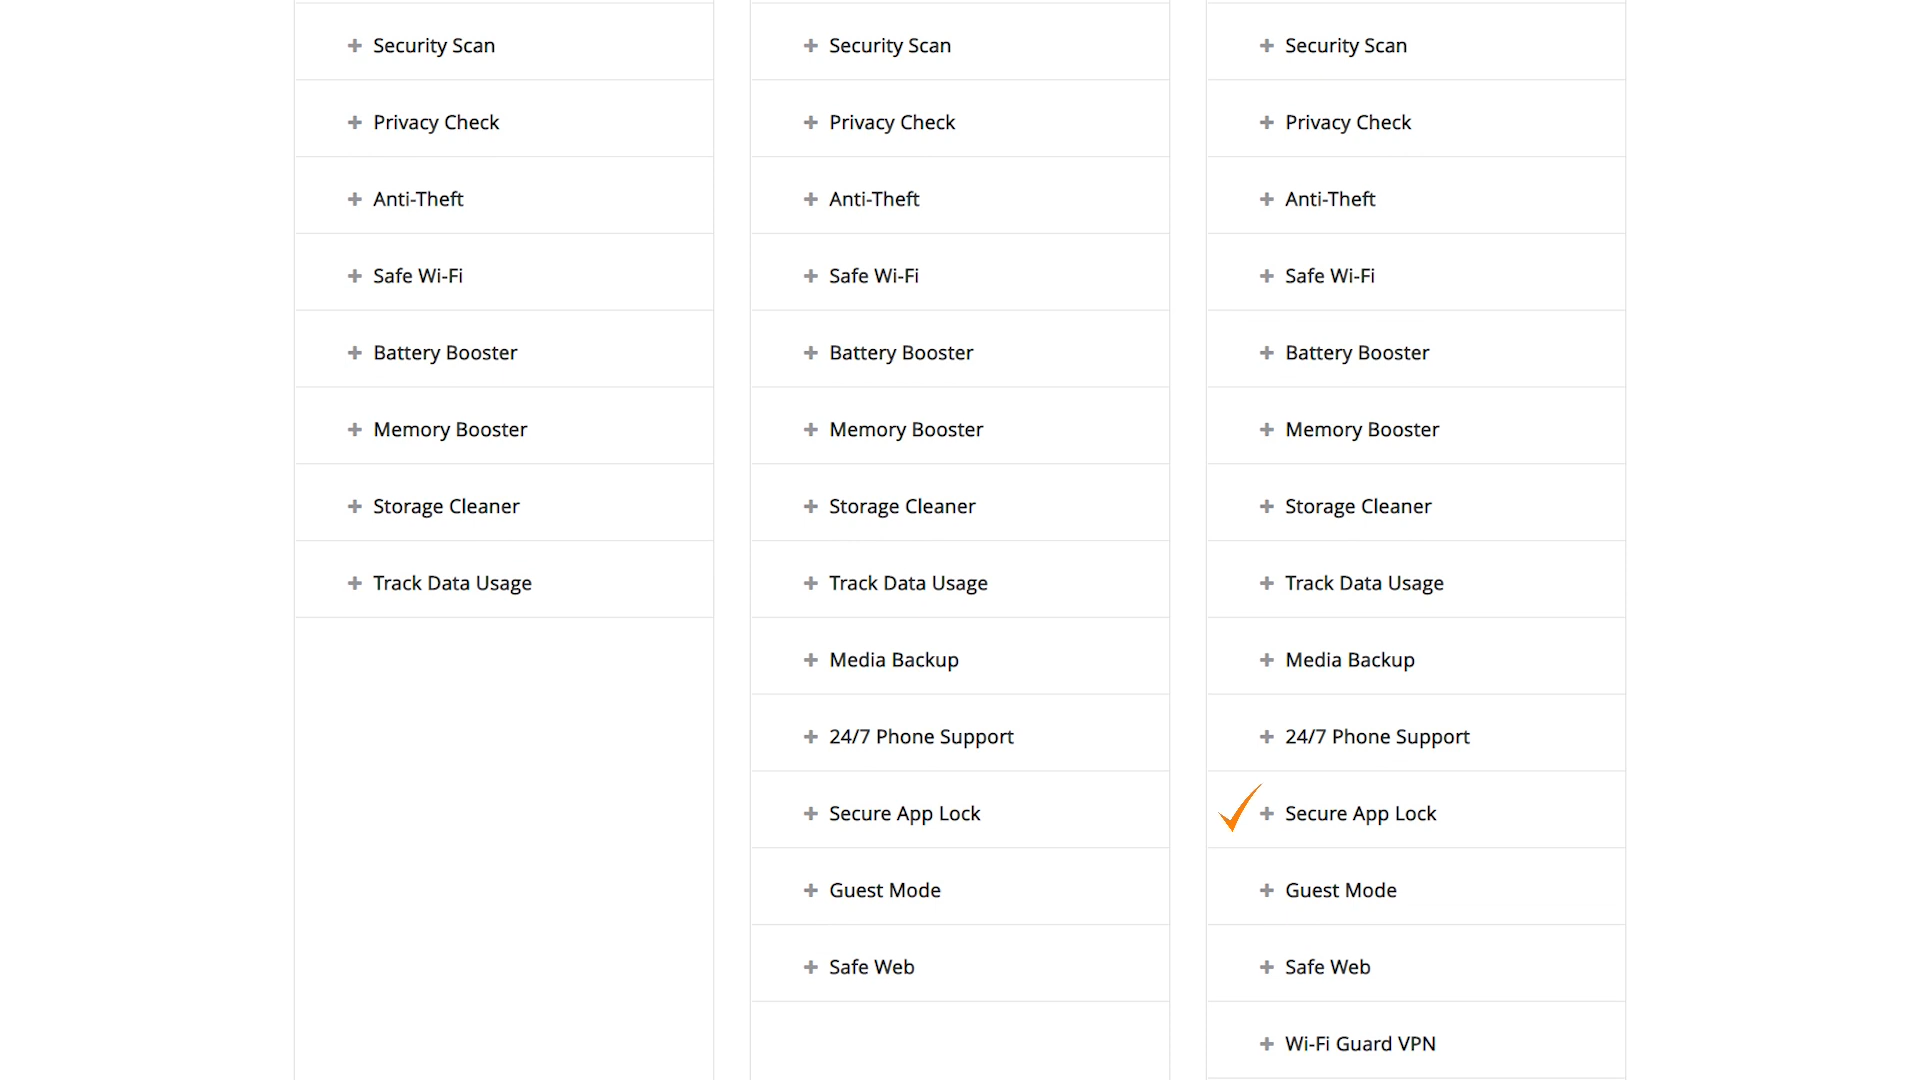 Security Scan
Privacy Check
Anti-Theft
Safe Wi-Fi
Battery Booster
Memory Booster
Storage Cleaner
Track Data Usage
Security Scan
Privacy Check
Anti-Theft
Safe Wi-Fi
Battery Booster
Memory Booster
Storage Cleaner
Track Data Usage
Media Backup
24/7 Phone Support
Secure App Lock
Guest Mode
Safe Web
Security Scan
Privacy Check
Anti-Theft
Safe Wi-Fi
Battery Booster
Memory Booster
Storage Cleaner
Track Data Usage
Media Backup
24/7 Phone Support
Secure App Lock
Guest Mode
Safe Web
Wi-Fi Guard VPN